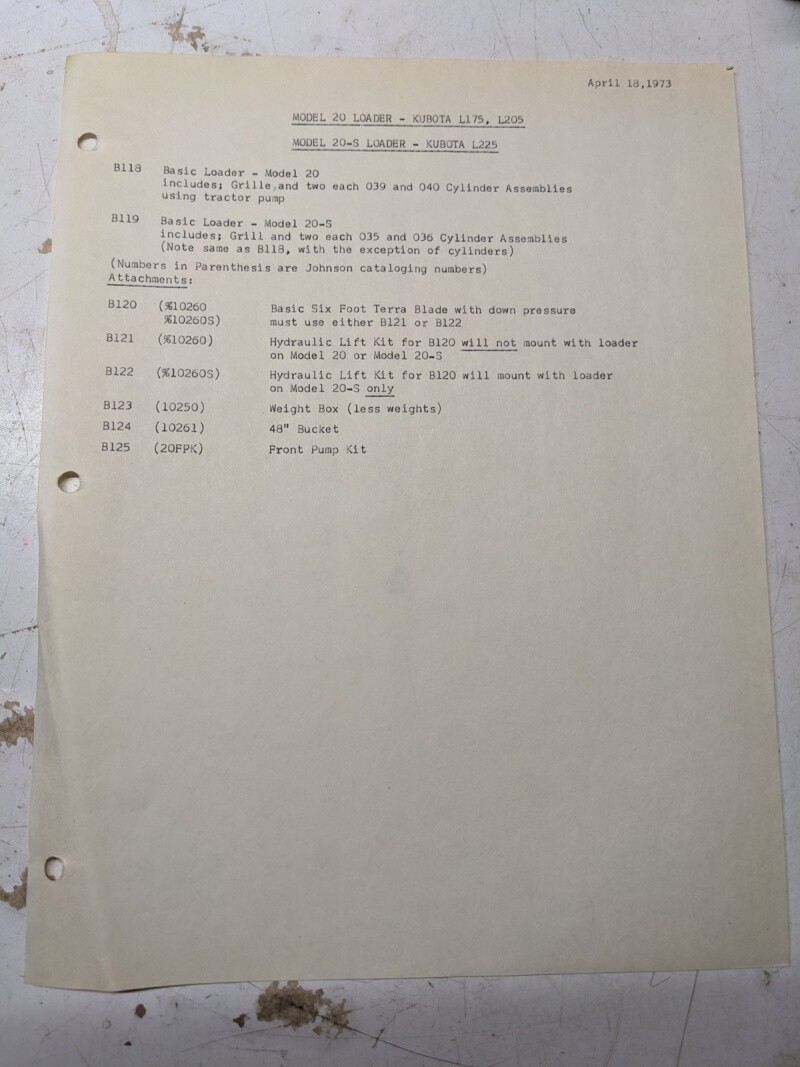 April 18,1973
MODEL 20 LOADER - KUBOTA L175, L205
MODEL 20-S LOADER - KUBOTA L225
B118 Basic Loader - Model 20
includes; Grille and two each 039 and 040 Cylinder Assemblies
using tractor pump
B119 Basic Loader - Model 20-S
includes; Grill and two each 035 and 036 Cylinder Assemblies
(Note same as B118, with the exception of cylinders)
(Numbers in Parenthesis are Johnson cataloging numbers)
Attachments:
B120 (%10260 Basic Six Foot Terra Blade with down pressure
%10260S) must use either B121 or B122
B121 (%10260) Hydraulic Lift Kit for B120 will not mount with loader
on Model 20 or Model 20-S
B122 (%10260S) Hydraulic Lift Kit for B120 will mount with loader
on Model 20-S only
B123 (10250) Weight Box (less weights)
B124 (10261) 48" Bucket
B125 (20FPK) Front Pump Kit